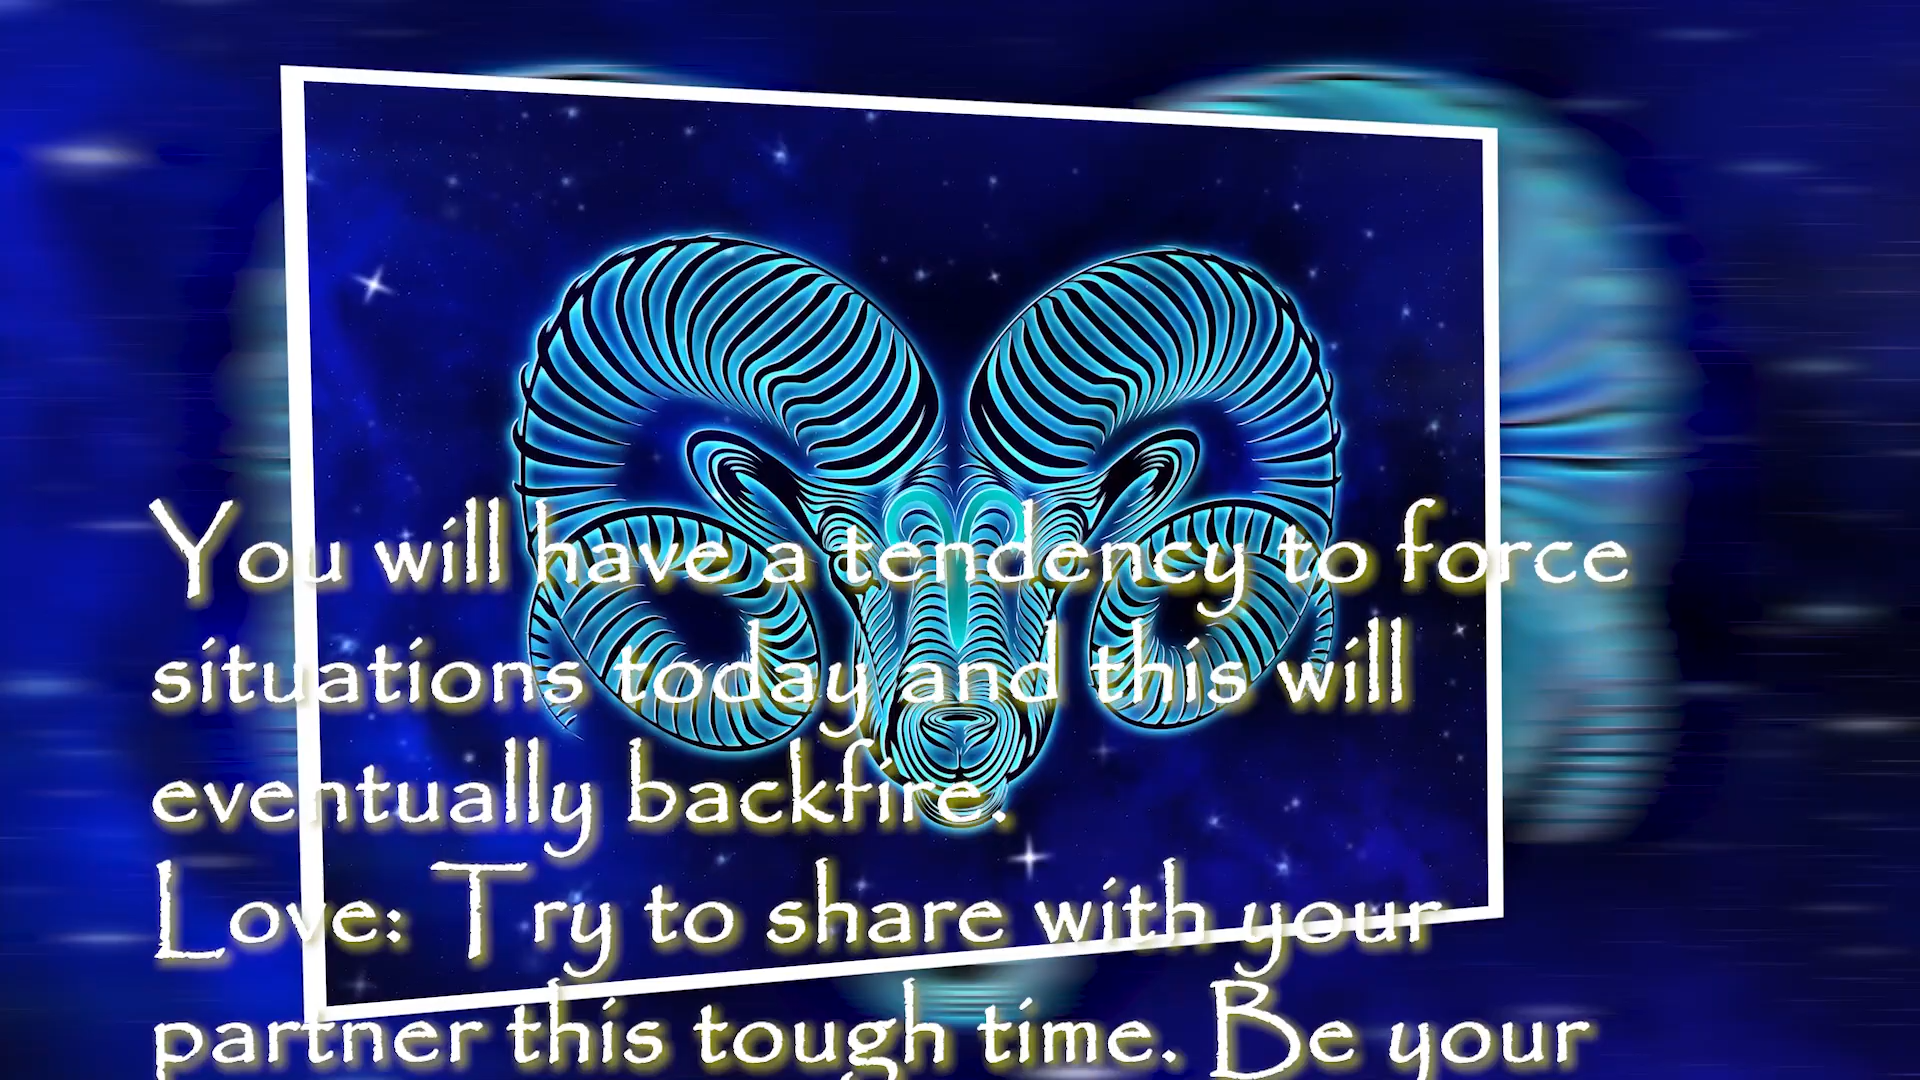 You will have a tendency to force
situations today and this will
eventually backfire.
Love: Try to share with your
partner this tough time. Be your